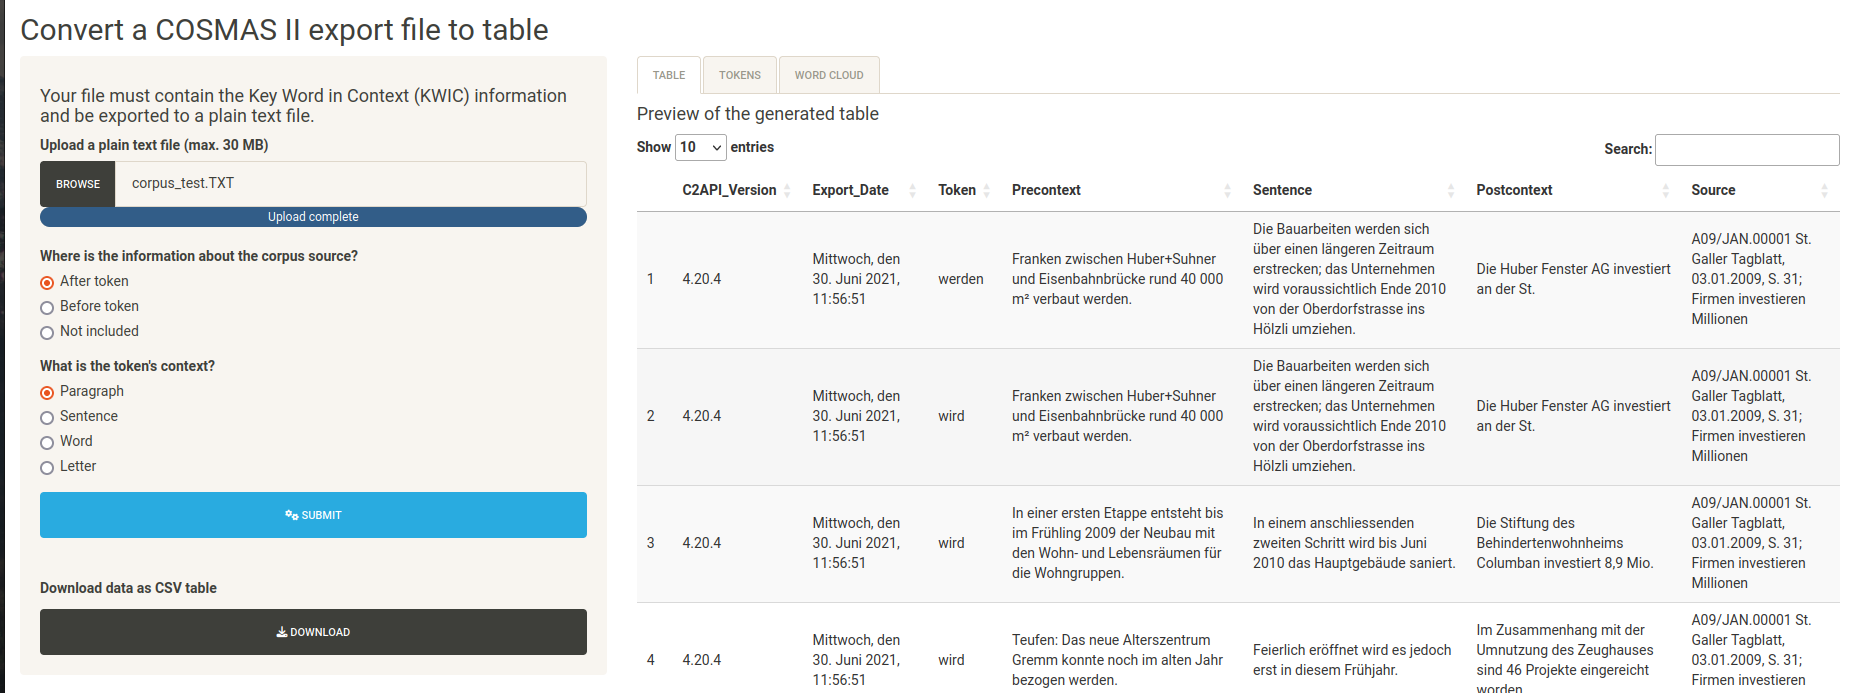 Convert a COSMAS II export file to table
Your file must contain the Key Word in Context (KWIC) information
and be exported to a plain text file.
Upload a plain text file (max. 30 MB)
BROWSE corpus_test.TXT
Upload complete
Where is the information about the corpus source?
After token
Before token
Not included
What is the token's context?
Paragraph
Sentence
Word
Letter
SUBMIT
Download data as CSV table
DOWNLOAD
TABLE TOKENS WORD CLOUD
Preview of the generated table
Show 10 entries
Search:
C2API_Version Export_Date Token Precontext Sentence Postcontext Source
1
4.20.4
Mittwoch, den
30. Juni 2021,
11:56:51
werden
Franken zwischen Huber+Suhner
und Eisenbahnbrücke rund 40 000
m² verbaut werden.
Die Bauarbeiten werden sich
über einen längeren Zeitraum
erstrecken; das Unternehmen
wird voraussichtlich Ende 2010
von der Oberdorfstrasse ins
Hölzli umziehen.
Die Huber Fenster AG investiert
an der St.
A09/JAN.00001 St.
Galler Tagblatt,
03.01.2009, S. 31;
Firmen investieren
Millionen
2
4.20.4
Mittwoch, den
30. Juni 2021,
11:56:51
wird
Franken zwischen Huber+Suhner
und Eisenbahnbrücke rund 40 000
m² verbaut werden.
Die Bauarbeiten werden sich
über einen längeren Zeitraum
erstrecken; das Unternehmen
wird voraussichtlich Ende 2010
von der Oberdorfstrasse ins
Hölzli umziehen.
Die Huber Fenster AG investiert
an der St.
A09/JAN.00001 St.
Galler Tagblatt,
03.01.2009, S. 31;
Firmen investieren
Millionen
3
4.20.4
Mittwoch, den
30. Juni 2021,
11:56:51
wird
In einer ersten Etappe entsteht bis
im Frühling 2009 der Neubau mit
den Wohn- und Lebensräumen für
die Wohngruppen.
In einem anschliessenden
zweiten Schritt wird bis Juni
2010 das Hauptgebäude saniert.
Die Stiftung des
Behindertenwohnheims
Columban investiert 8,9 Mio.
A09/JAN.00001 St.
Galler Tagblatt,
03.01.2009, S. 31;
Firmen investieren
Millionen
4
4.20.4
Mittwoch, den
30. Juni 2021,
11:56:51
wird
Teufen: Das neue Alterszentrum
Gremm konnte noch im alten Jahr
bezogen werden.
Feierlich eröffnet wird es jedoch
erst in diesem Frühjahr.
Im Zusammenhang mit der
Umnutzung des Zeughauses
sind 46 Projekte eingereicht
worden
A09/JAN.00001 St.
Galler Tagblatt,
03.01.2009, S. 31;
Firmen investieren